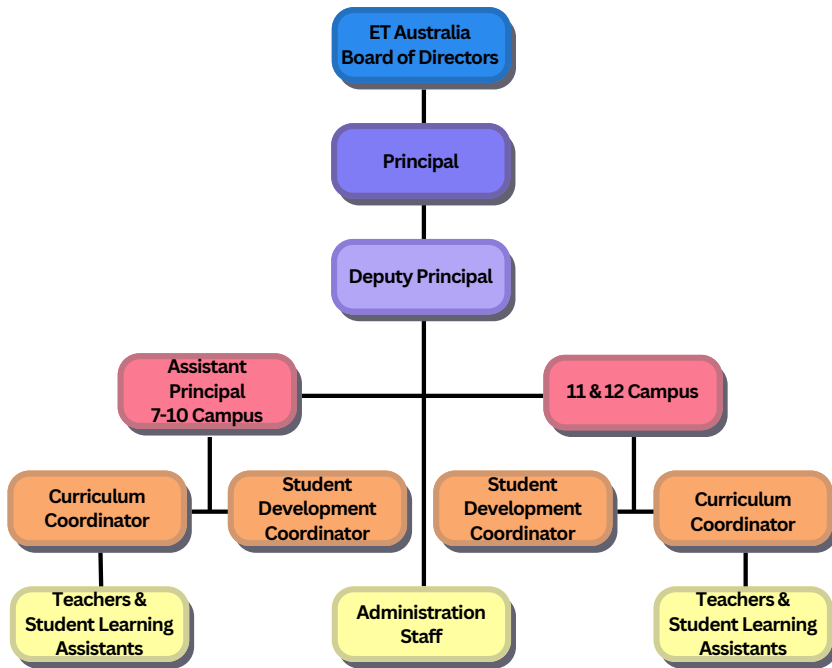 ET Australia
Board of Directors
Principal
Deputy Principal
Assistant
Principal
7-10 Campus
11 & 12 Campus
Curriculum
Coordinator
Student
Development
Coordinator
Student
Development
Coordinator
Curriculum
Coordinator
Teachers &
Student Learning
Assistants
Administration
Staff
Teachers &
Student Learning
Assistants